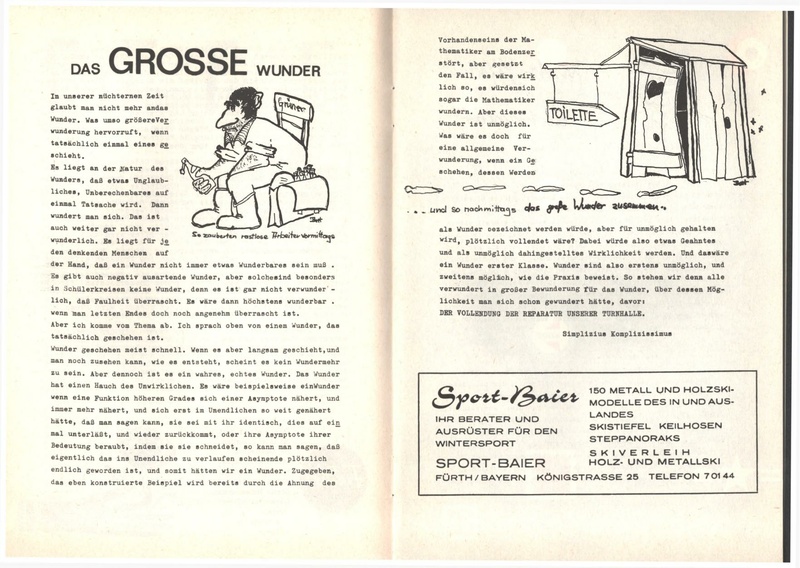 DAS GROSSE WUNDER
In unserer nüchternen Zeit
glaubt man nicht mehr andas
Wunder. Was umso größereVer
wunderung hervorruft, wenn
tatsächlich einmal eines ge
schieht.
Es liegt an der Natur des
Wunders, daß etwas Unglaub-
liches, Unberechenbares auf
einmal Tatsache wird. Dann
wundert man sich. Das ist
auch weiter gar nicht ver -
wunderlich. Es liegt für je
den denkenden Menschen auf
der Hand, daß ein Wunder nicht immer etwas Wunderbares sein muß .
Es gibt auch negativ ausartende Wunder, aber solchesind besonders
in Schülerkreisen keine Wunder, denn es ist gar nicht verwunder -
lich, daß Faulheit überrascht. Es wäre dann höchstens wunderbar .
wenn man letzten Endes doch noch angenehm überrascht ist.
Aber ich komme vom Thema ab. Ich sprach oben von einem Wunder, das
tatsächlich geschehen ist.
Wunder geschehen meist schnell. Wenn es aber langsam geschieht,und
man noch zusehen kann, wie es entsteht, scheint es kein Wundermehr
zu sein. Aber dennoch ist es ein wahres, echtes Wunder. Das Wunder
hat einen Hauch des Unwirklichen. Es wäre beispielsweise einWunder
wenn eine Funktion höheren Grades sich einer Asymptote nähert, und
immer mehr nähert, und sich erst im Unendlichen so weit genähert
hätte, daß man sagen kann, sie sei mit ihr identisch, dies auf ein
mal unterläßt, und wieder zurückkommt, oder ihre Asymptote ihrer
Bedeutung beraubt, indem sie sie schneidet, so kann man sagen, daß
eigentlich das ins Unendliche zu verlaufen scheinende plötzlich
endlich geworden ist, und somit hätten wir ein Wunder. Zugegeben,
das eben konstruierte Beispiel wird bereits durch die Ahnung des
Grüner
So zauberten restlose Arbeiter vormittags
Vorhandenseins der Ma-
thematiker am Bodenzer
stört, aber gesetzt
den Fall, es wäre wirk
lich so, es würdensich
sogar die Mathematiker
wundern. Aber dieses
Wunder ist unmöglich.
Was wäre es doch für
eine allgemeine Ver-
wunderung, wenn ein Ge
schehen, dessen Werden
TOILETTE
... und so nachmittags das große Wunder zusammen..
als Wunder cezeichnet werden würde, aber für unmöglich gehalten
wird, plötzlich vollendet wäre? Dabei würde also etwas Geahntes
und als unmöglich dahingestelltes Wirklichkeit werden. Und daswäre
ein Wunder erster Klasse. Wunder sind also erstens unmöglich, und
zweitens möglich, wie die Praxis beweist. So stehen wir denn alle
verwundert in großer Bewunderung für das Wunder, über dessen Mög-
lichkeit man sich schon gewundert hätte, davor:
DER VOLLENDUNG DER REPARATUR UNSERER TURNHALLE.
Simplizius Komplizissimus
Sport-Baier
IHR BERATER UND
AUSRÜSTER FÜR DEN
WINTERSPORT
SPORT-BAIER
150 METALL UND HOLZSKI-
MODELLE DES IN UND AUS-
LANDES
SKISTIEFEL KEILHOSEN
STEPPANORAKS
SKIVERLEIH
HOLZ- UND METALLSKI
FÜRTH/BAYERN KÖNIGSTRASSE 25 TELEFON 70144